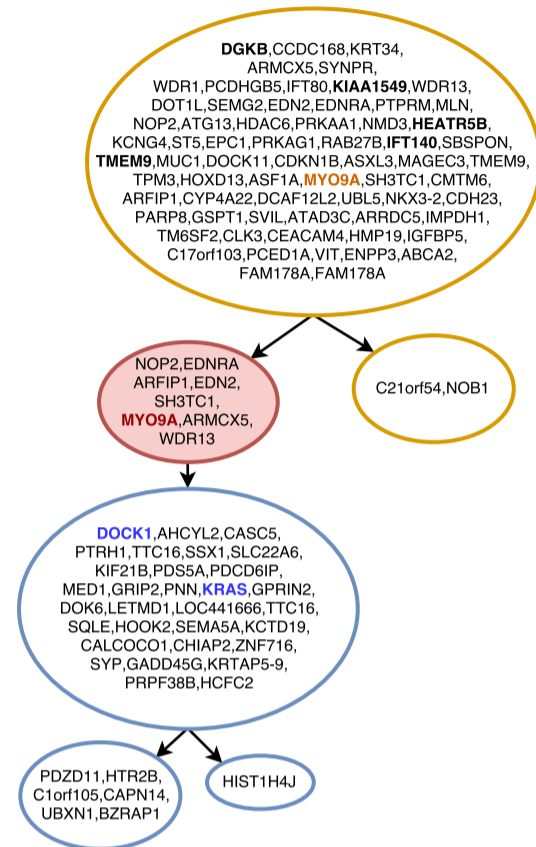 DGKB,CCDC168,KRT34,
ARMCX5,SYNPR,
WDR1,PCDHGB5,IFT80,KIAA1549,WDR13,
DOT1L,SEMG2,EDN2,EDNRA,PTPRM,MLN,
NOP2,ATG13,HDAC6,PRKAA1,NMD3,HEATR5B,
KCNG4,ST5,EPC1,PRKAG1,RAB27B,IFT140,SBSPON,
TMEM9,MUC1,DOCK11,CDKN1B,ASXL3,MAGEC3,TMEM9,
TPM3,HOXD13,ASF1A,MYO9A,SH3TC1,CMTM6,
ARFIP1,CYP4A22,DCAF12L2,UBL5,NKX3-2,CDH23,
PARP8,GSPT1,SVIL,ATAD3C,ARRDC5,IMPDH1,
TM6SF2,CLK3,CEACAM4,HMP19,IGFBP5,
C17orf103,PCED1A,VIT,ENPP3,ABCA2,
FAM178A,FAM178A
NOP2,EDNRA
ARFIP1,EDN2,
SH3TC1,
MYO9A,ARMCX5,
WDR13
C21orf54,NOB1
DOCK1,AHCYL2,CASC5,
PTRH1,TTC16,SSX1,SLC22A6,
KIF21B,PDS5A,PDCD6IP,
MED1,GRIP2,PNN,KRAS,GPRIN2,
DOK6,LETMD1,LOC441666,TTC16,
SQLE,HOOK2,SEMA5A,KCTD19,
CALCOCO1,CHIAP2,ZNF716,
SYP,GADD45G,KRTAP5-9,
PRPF38B,HCFC2
PDZD11,HTR2B,
C1orf105,CAPN14,
UBXN1,BZRAP1
HIST1H4J